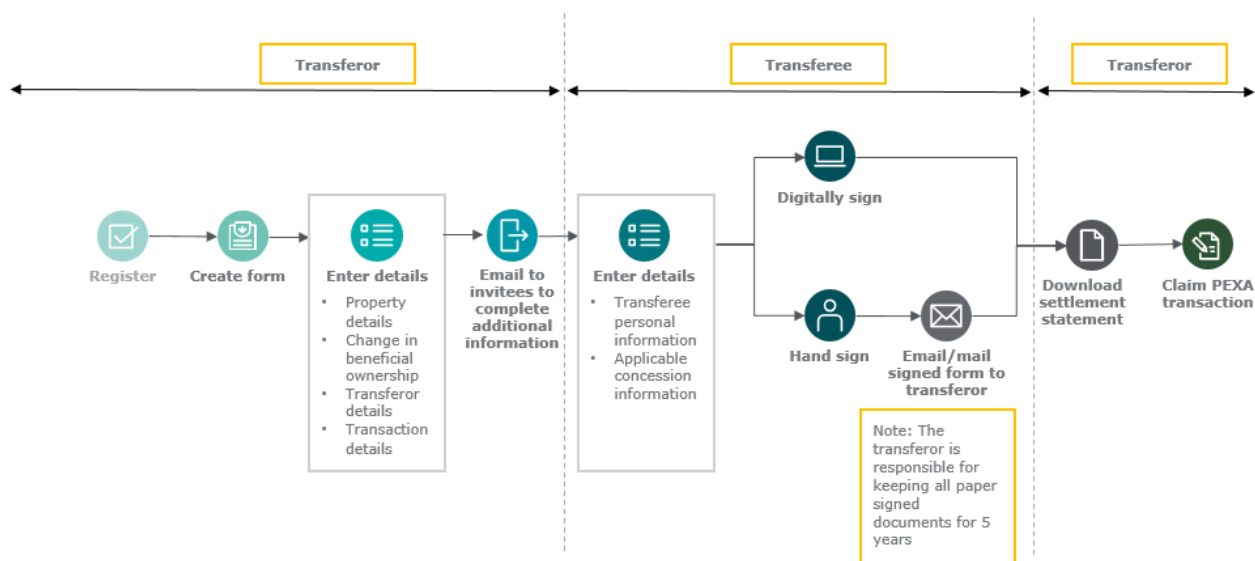 Transferor
Transferee
Transferor
Register
Create form
Enter details
• Property
details
• Change in
beneficial
ownership
• Transferor
details
• Transaction
details
Email to
invitees to
complete
additional
information
Enter details
• Transferee
personal
information
• Applicable
concession
information
Digitally sign
Hand sign
Email/mail
signed form to
transferor
Note: The
transferor is
responsible for
keeping all paper
signed
documents for 5
years
Download
settlement
statement
Claim PEXA
transaction